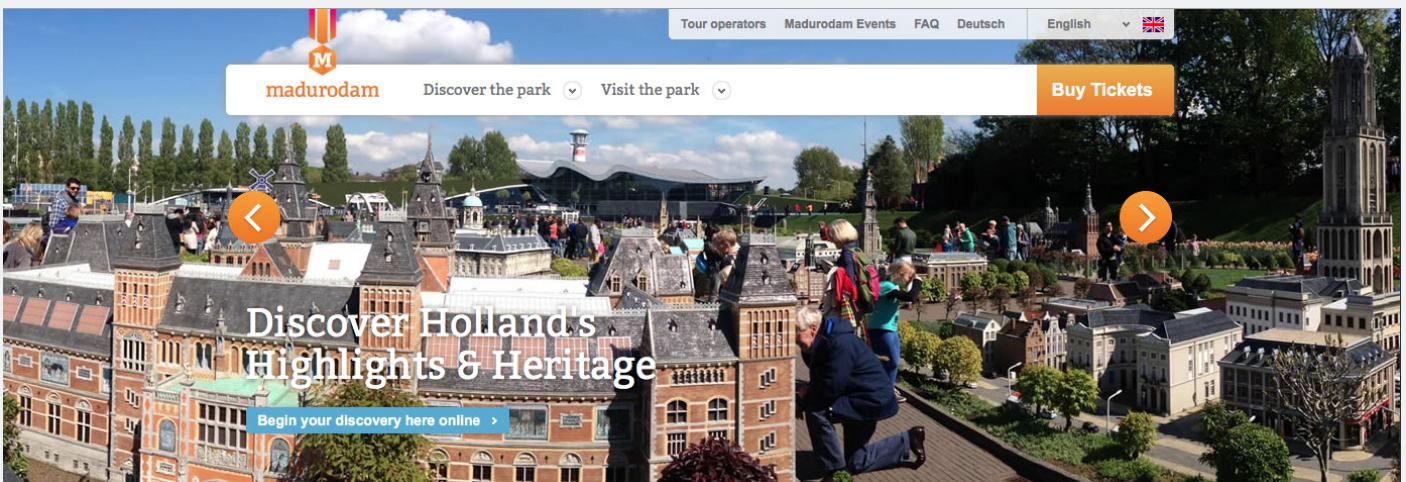 Tour operators Madurodam Events FAQ Deutsch English
M
madurodam Discover the park Visit the park Buy Tickets
Discover Holland's
Highlights & Heritage
Begin your discovery here online